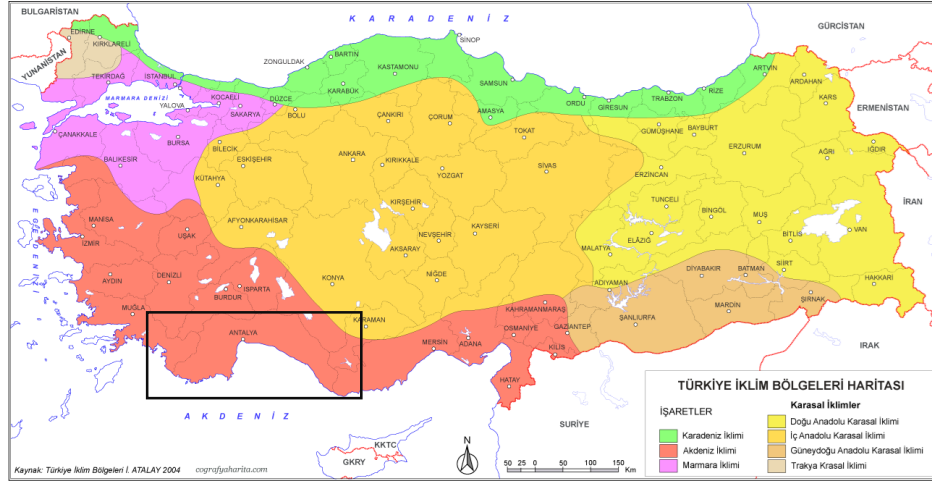 BULGARİSTAN
K A R A D E N İ Z
GÜRCİSTAN
EDİRNE
KIRKLARELİ
YUNANİSTAN
SİNOP
BARTIN
ZONGULDAK
KASTAMONU
TEKİRDAĞ
İSTANBUL
KARABÜK
SAMSUN
ARTVİN
ARDAHAN
MARMARA DENİZİ
KOCAELİ
DÜZCE
ORDU
GİRESUN
TRABZON
RİZE
KARS
YALOVA
SAKARYA
BOLU
AMASYA
ERMENİSTAN
ÇANKIRI
ÇORUM
TOKAT
GÜMÜŞHANE
BAYBURT
ÇANAKKALE
BURSA
BİLECİK
IĞDIR
BALIKESİR
ESKİŞEHİR
ANKARA
KIRIKKALE
YOZGAT
SİVAS
ERZURUM
AĞRI
ERZİNCAN
KÜTAHYA
KIRŞEHİR
TUNCELİ
BİNGÖL
İRAN
MANİSA
AFYONKARAHİSAR
UŞAK
NEVŞEHİR
KAYSERİ
MUŞ
VAN
E G E D E N İ Z İ
İZMİR
AKSARAY
ELAZIĞ
BİTLİS
MALATYA
SİİRT
AYDIN
DENİZLİ
ISPARTA
BURDUR
KONYA
NİĞDE
ADIYAMAN
DİYABAKIR
BATMAN
HAKKARİ
ŞIRNAK
MUĞLA
KAHRAMANMARAŞ
MARDİN
ANTALYA
KARAMAN
OSMANİYE
GAZİANTEP
ŞANLIURFA
MERSİN
ADANA
KİLİS
IRAK
HATAY
A K D E N İ Z
SURİYE
KKTC
GKRY
N
50 25 0 50 100 150
Km
Kaynak: Türkiye İklim Bölgeleri İ. ATALAY 2004
cografyaharita.com
TÜRKİYE İKLİM BÖLGELERİ HARİTASI
İŞARETLER
Karadeniz İklimi
Akdeniz İklimi
Marmara İklimi
Karasal İklimler
Doğu Anadolu Karasal İklimi
İç Anadolu Karasal İklimi
Güneydoğu Anadolu Karasal İklimi
Trakya Krasal İklimi